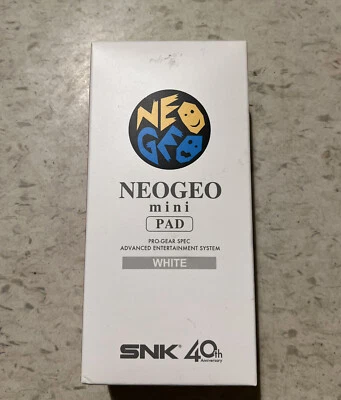 NEO
GEO
NEOGEO
mini
PAD
PRO-GEAR SPEC
ADVANCED ENTERTAINMENT SYSTEM
WHITE
SNK 40th
Anniversary